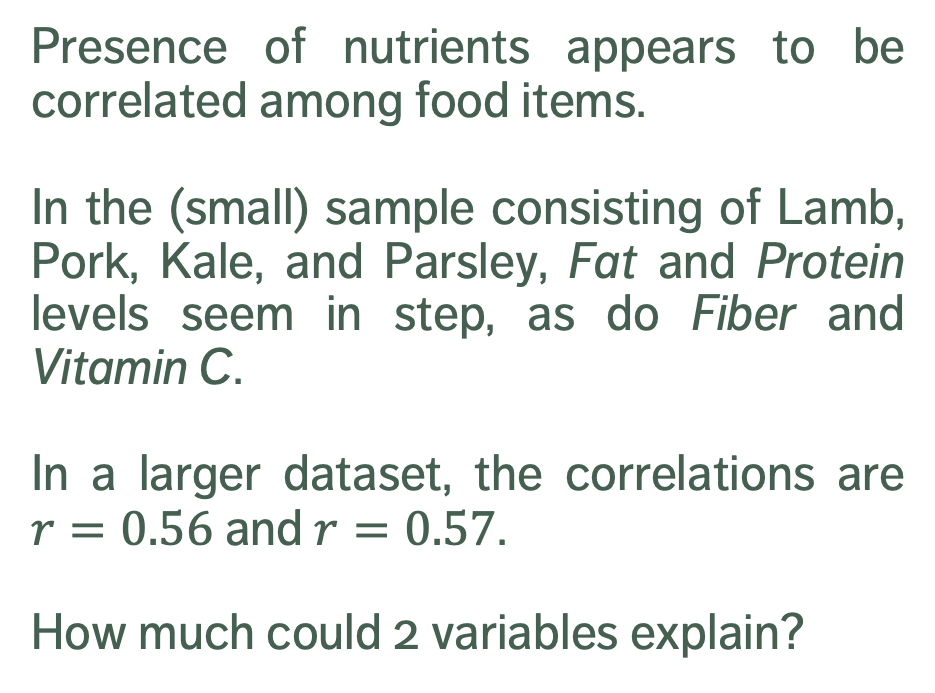 Presence of nutrients appears to be
correlated among food items.
In the (small) sample consisting of Lamb,
Pork, Kale, and Parsley, Fat and Protein
levels seem in step, as do Fiber and
Vitamin C.
In a larger dataset, the correlations are
r = 0.56 and r = 0.57.
How much could 2 variables explain?